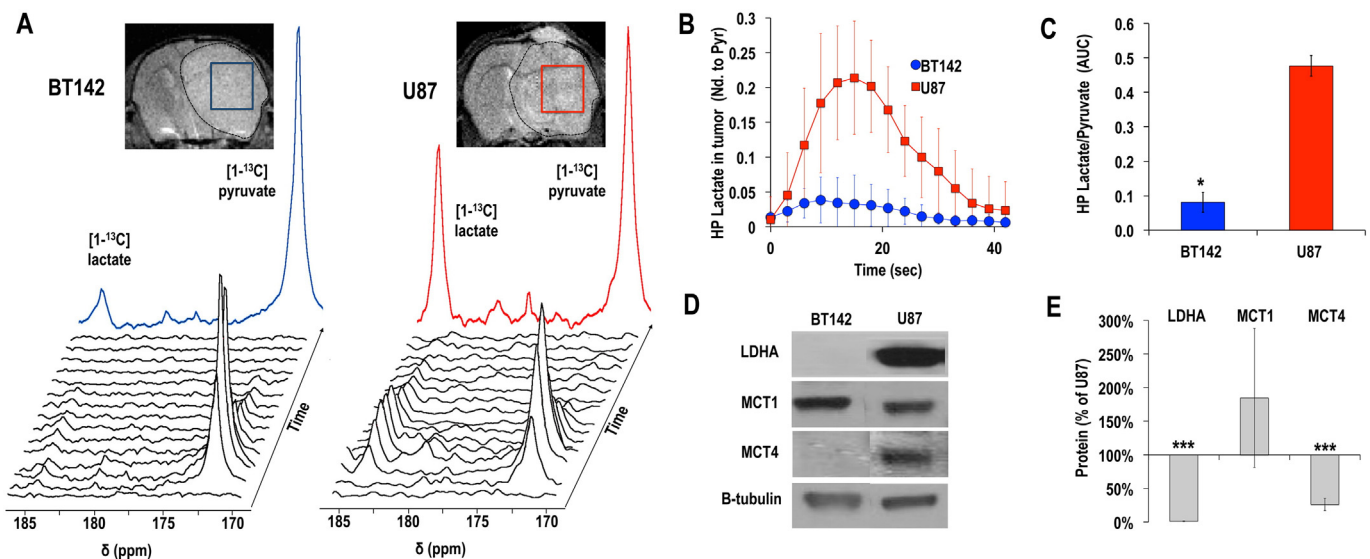 A
BT142
[1-¹³C]
pyruvate
[1-¹³C]
lactate
Time
185 180 175 170
δ (ppm)
U87
[1-¹³C]
pyruvate
[1-¹³C]
lactate
Time
185 180 175 170
δ (ppm)
B
HP Lactate in tumor (Nd. to Pyr)
0.3
0.25
0.2
0.15
0.1
0.05
0
BT142
U87
0 20 40
Time (sec)
C
HP Lactate/Pyruvate (AUC)
0.6
0.5
0.4
0.3
0.2
0.1
0.0
*
BT142 U87
D
BT142 U87
LDHA
MCT1
MCT4
B-tubulin
E
Protein (% of U87)
LDHA MCT1 MCT4
300%
250%
200%
150%
100%
50%
0%
*** ***